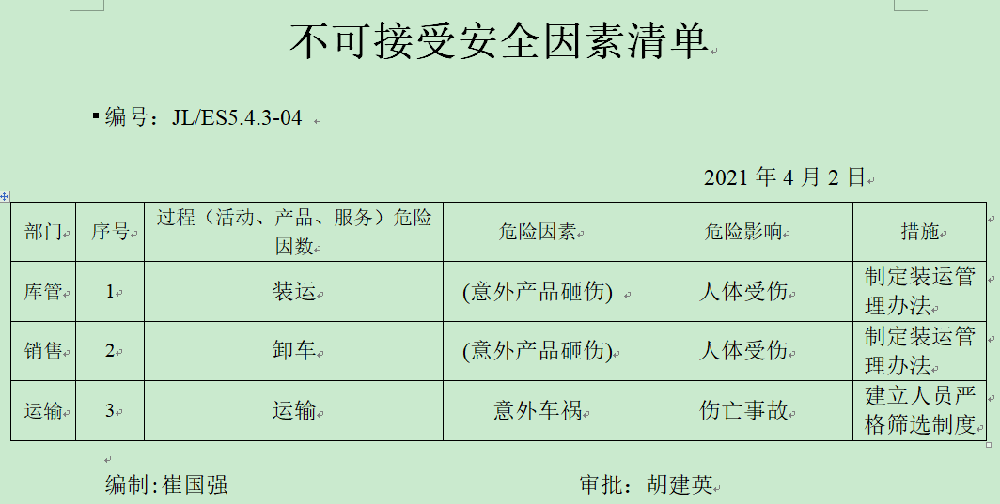 不可接受安全因素清单
编号：JL/ES5.4.3-04
2021 年 4 月 2 日
部门 序号 过程（活动、产品、服务）危险因数 危险因素 危险影响 措施
库管 1 装运 (意外产品砸伤) 人体受伤 制定装运管理办法
销售 2 卸车 (意外产品砸伤) 人体受伤 制定装运管理办法
运输 3 运输 意外车祸 伤亡事故 建立人员严格筛选制度
编制:崔国强 审批：胡建英